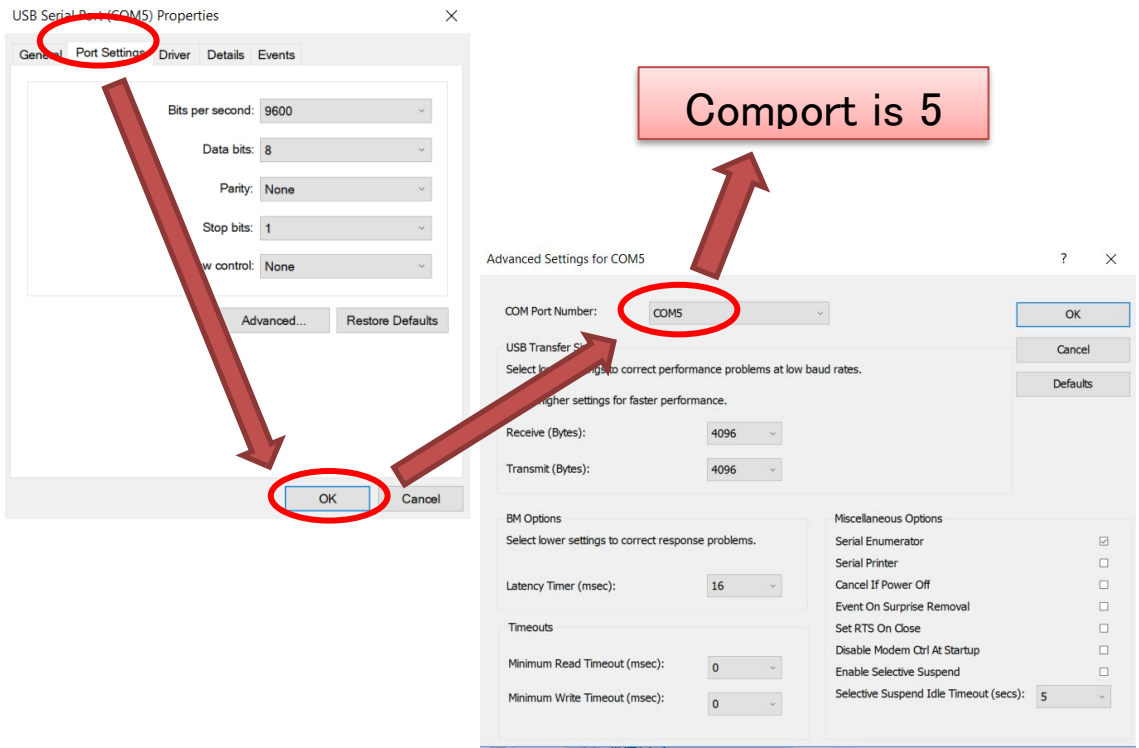 USB Serial Port (COM5) Properties
General Port Settings Driver Details Events
Bits per second: 9600
Data bits: 8
Parity: None
Stop bits: 1
control: None
Advanced... Restore Defaults
OK Cancel
Comport is 5
Advanced Settings for COM5
COM Port Number: COM5
OK
Cancel
Defaults
USB Transfer
Select to correct performance problems at low baud rates.
higher settings for faster performance.
Receive (Bytes): 4096
Transmit (Bytes): 4096
BM Options
Select lower settings to correct response problems.
Latency Timer (msec): 16
Timeouts
Minimum Read Timeout (msec): 0
Minimum Write Timeout (msec): 0
Miscellaneous Options
Serial Enumerator
Serial Printer
Cancel If Power Off
Event On Surprise Removal
Set RTS On Close
Disable Modem Ctrl At Startup
Enable Selective Suspend
Selective Suspend Idle Timeout (secs): 5